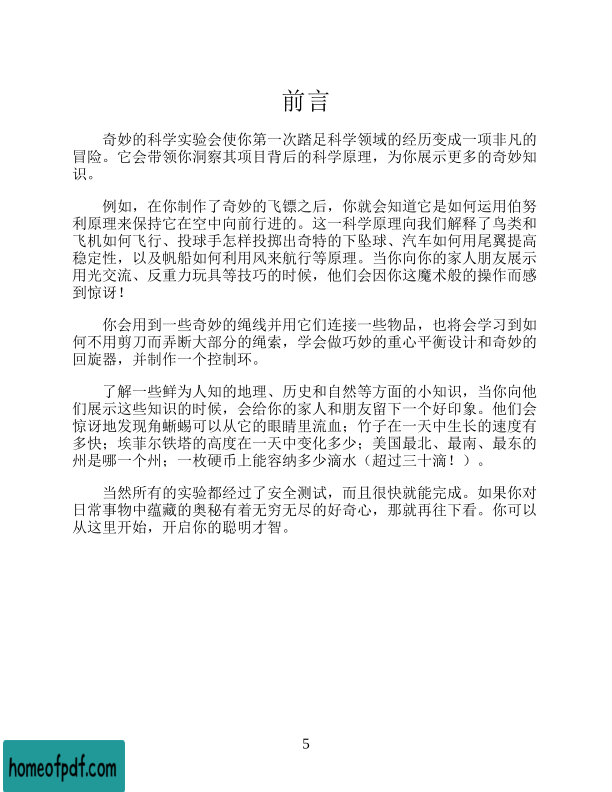 前言
奇妙的科学实验会使你第一次踏足科学领域的经历变成一项非凡的
冒险。它会带领你洞察其项目背后的科学原理，为你展示更多的奇妙知
识。
例如，在你制作了奇妙的飞镖之后，你就会知道它是如何运用伯努
利原理来保持它在空中向前行进的。这一科学原理向我们解释了鸟类和
飞机如何飞行、投球手怎样投掷出奇特的下坠球、汽车如何用尾翼提高
稳定性，以及帆船如何利用风来航行等原理。当你向你的家人朋友展示
用光交流、反重力玩具等技巧的时候，他们会因你这魔术般的操作而感
到惊讶！
你会用到一些奇妙的绳线并用它们连接一些物品，也将会学习到如
何不用剪刀而弄断大部分的绳索，学会做巧妙的重心平衡设计和奇妙的
回旋器，并制作一个控制环。
了解一些鲜为人知的地理、历史和自然等方面的小知识，当你向他
们展示这些知识的时候，会给你的家人和朋友留下一个好印象。他们会
惊讶地发现角蜥蜴可以从它的眼睛里流血；竹子在一天中生长的速度有
多快；埃菲尔铁塔的高度在一天中变化多少；美国最北、最南、最东的
州是哪一个州；一枚硬币上能容纳多少滴水（超过三十滴！）。
当然所有的实验都经过了安全测试，而且很快就能完成。如果你对
日常事物中蕴藏的奥秘有着无穷无尽的好奇心，那就再往下看。你可以
从这里开始，开启你的聪明才智。
5
homeofpdf.com